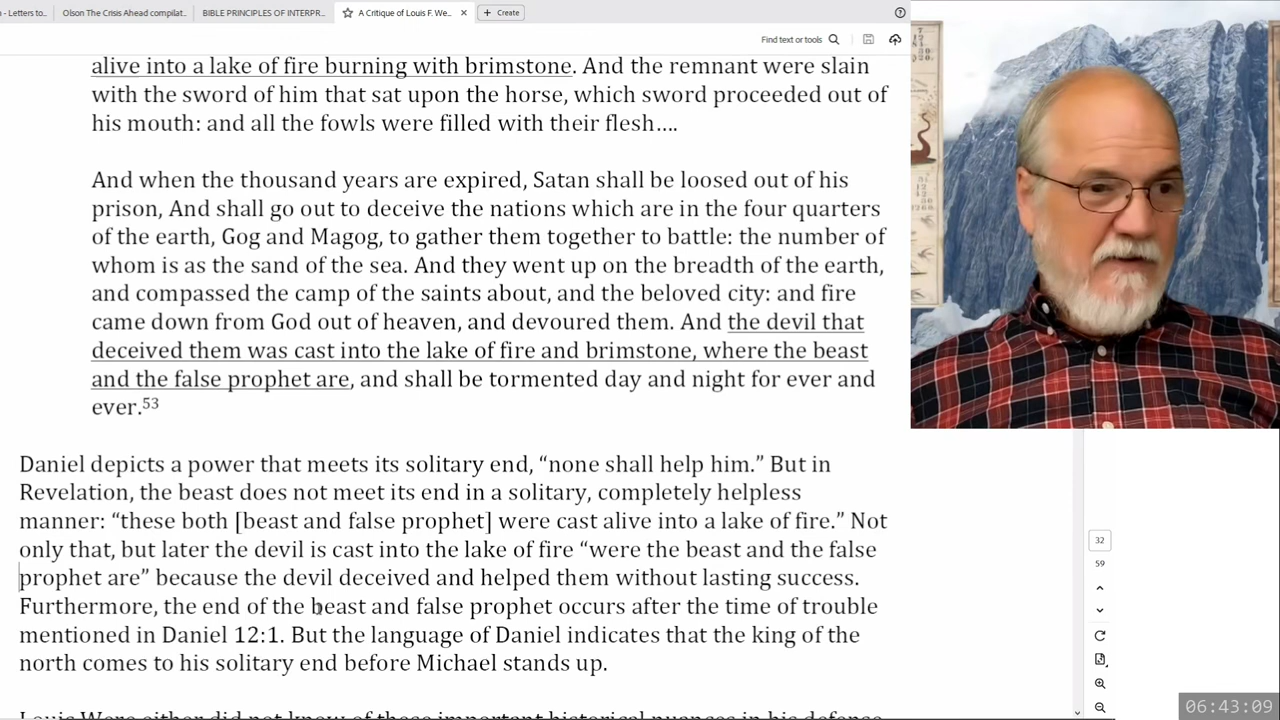 - Letters to...
Olson The Crisis Ahead compilat...
BIBLE PRINCIPLES OF INTERPR...
A Critique of Louis F. We...
Create
Find text or tools
alive into a lake of fire burning with brimstone. And the remnant were slain
with the sword of him that sat upon the horse, which sword proceeded out of
his mouth: and all the fowls were filled with their flesh….
And when the thousand years are expired, Satan shall be loosed out of his
prison, And shall go out to deceive the nations which are in the four quarters
of the earth, Gog and Magog, to gather them together to battle: the number of
whom is as the sand of the sea. And they went up on the breadth of the earth,
and compassed the camp of the saints about, and the beloved city: and fire
came down from God out of heaven, and devoured them. And the devil that
deceived them was cast into the lake of fire and brimstone, where the beast
and the false prophet are, and shall be tormented day and night for ever and
ever.53
Daniel depicts a power that meets its solitary end, “none shall help him.” But in
Revelation, the beast does not meet its end in a solitary, completely helpless
manner: “these both [beast and false prophet] were cast alive into a lake of fire.” Not
only that, but later the devil is cast into the lake of fire “were the beast and the false
prophet are” because the devil deceived and helped them without lasting success.
Furthermore, the end of the beast and false prophet occurs after the time of trouble
mentioned in Daniel 12:1. But the language of Daniel indicates that the king of the
north comes to his solitary end before Michael stands up.
Louis Were either did not know of these important historical nuances in his defence
32
59
06:43:09